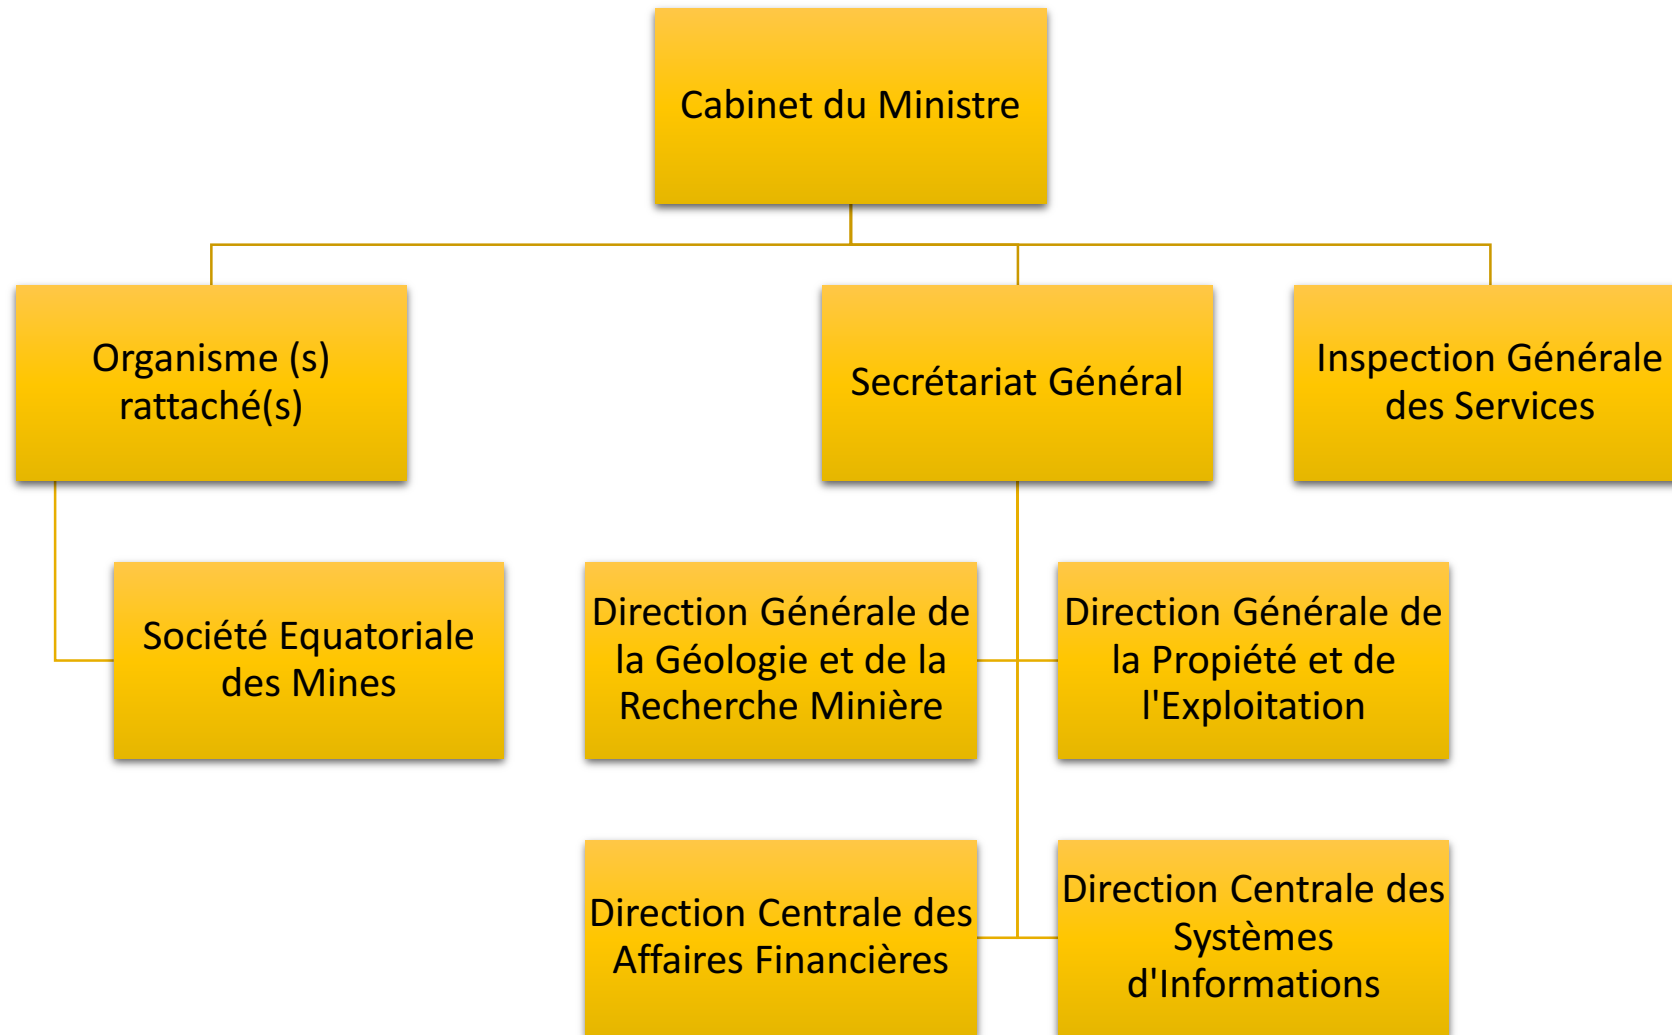 Cabinet du Ministre
Organisme (s)
rattaché(s)
Secrétariat Général
Inspection Générale
des Services
Société Equatoriale
des Mines
Direction Générale de
la Géologie et de la
Recherche Minière
Direction Générale de
la Propiété et de
l'Exploitation
Direction Centrale des
Affaires Financières
Direction Centrale des
Systèmes
d'Informations